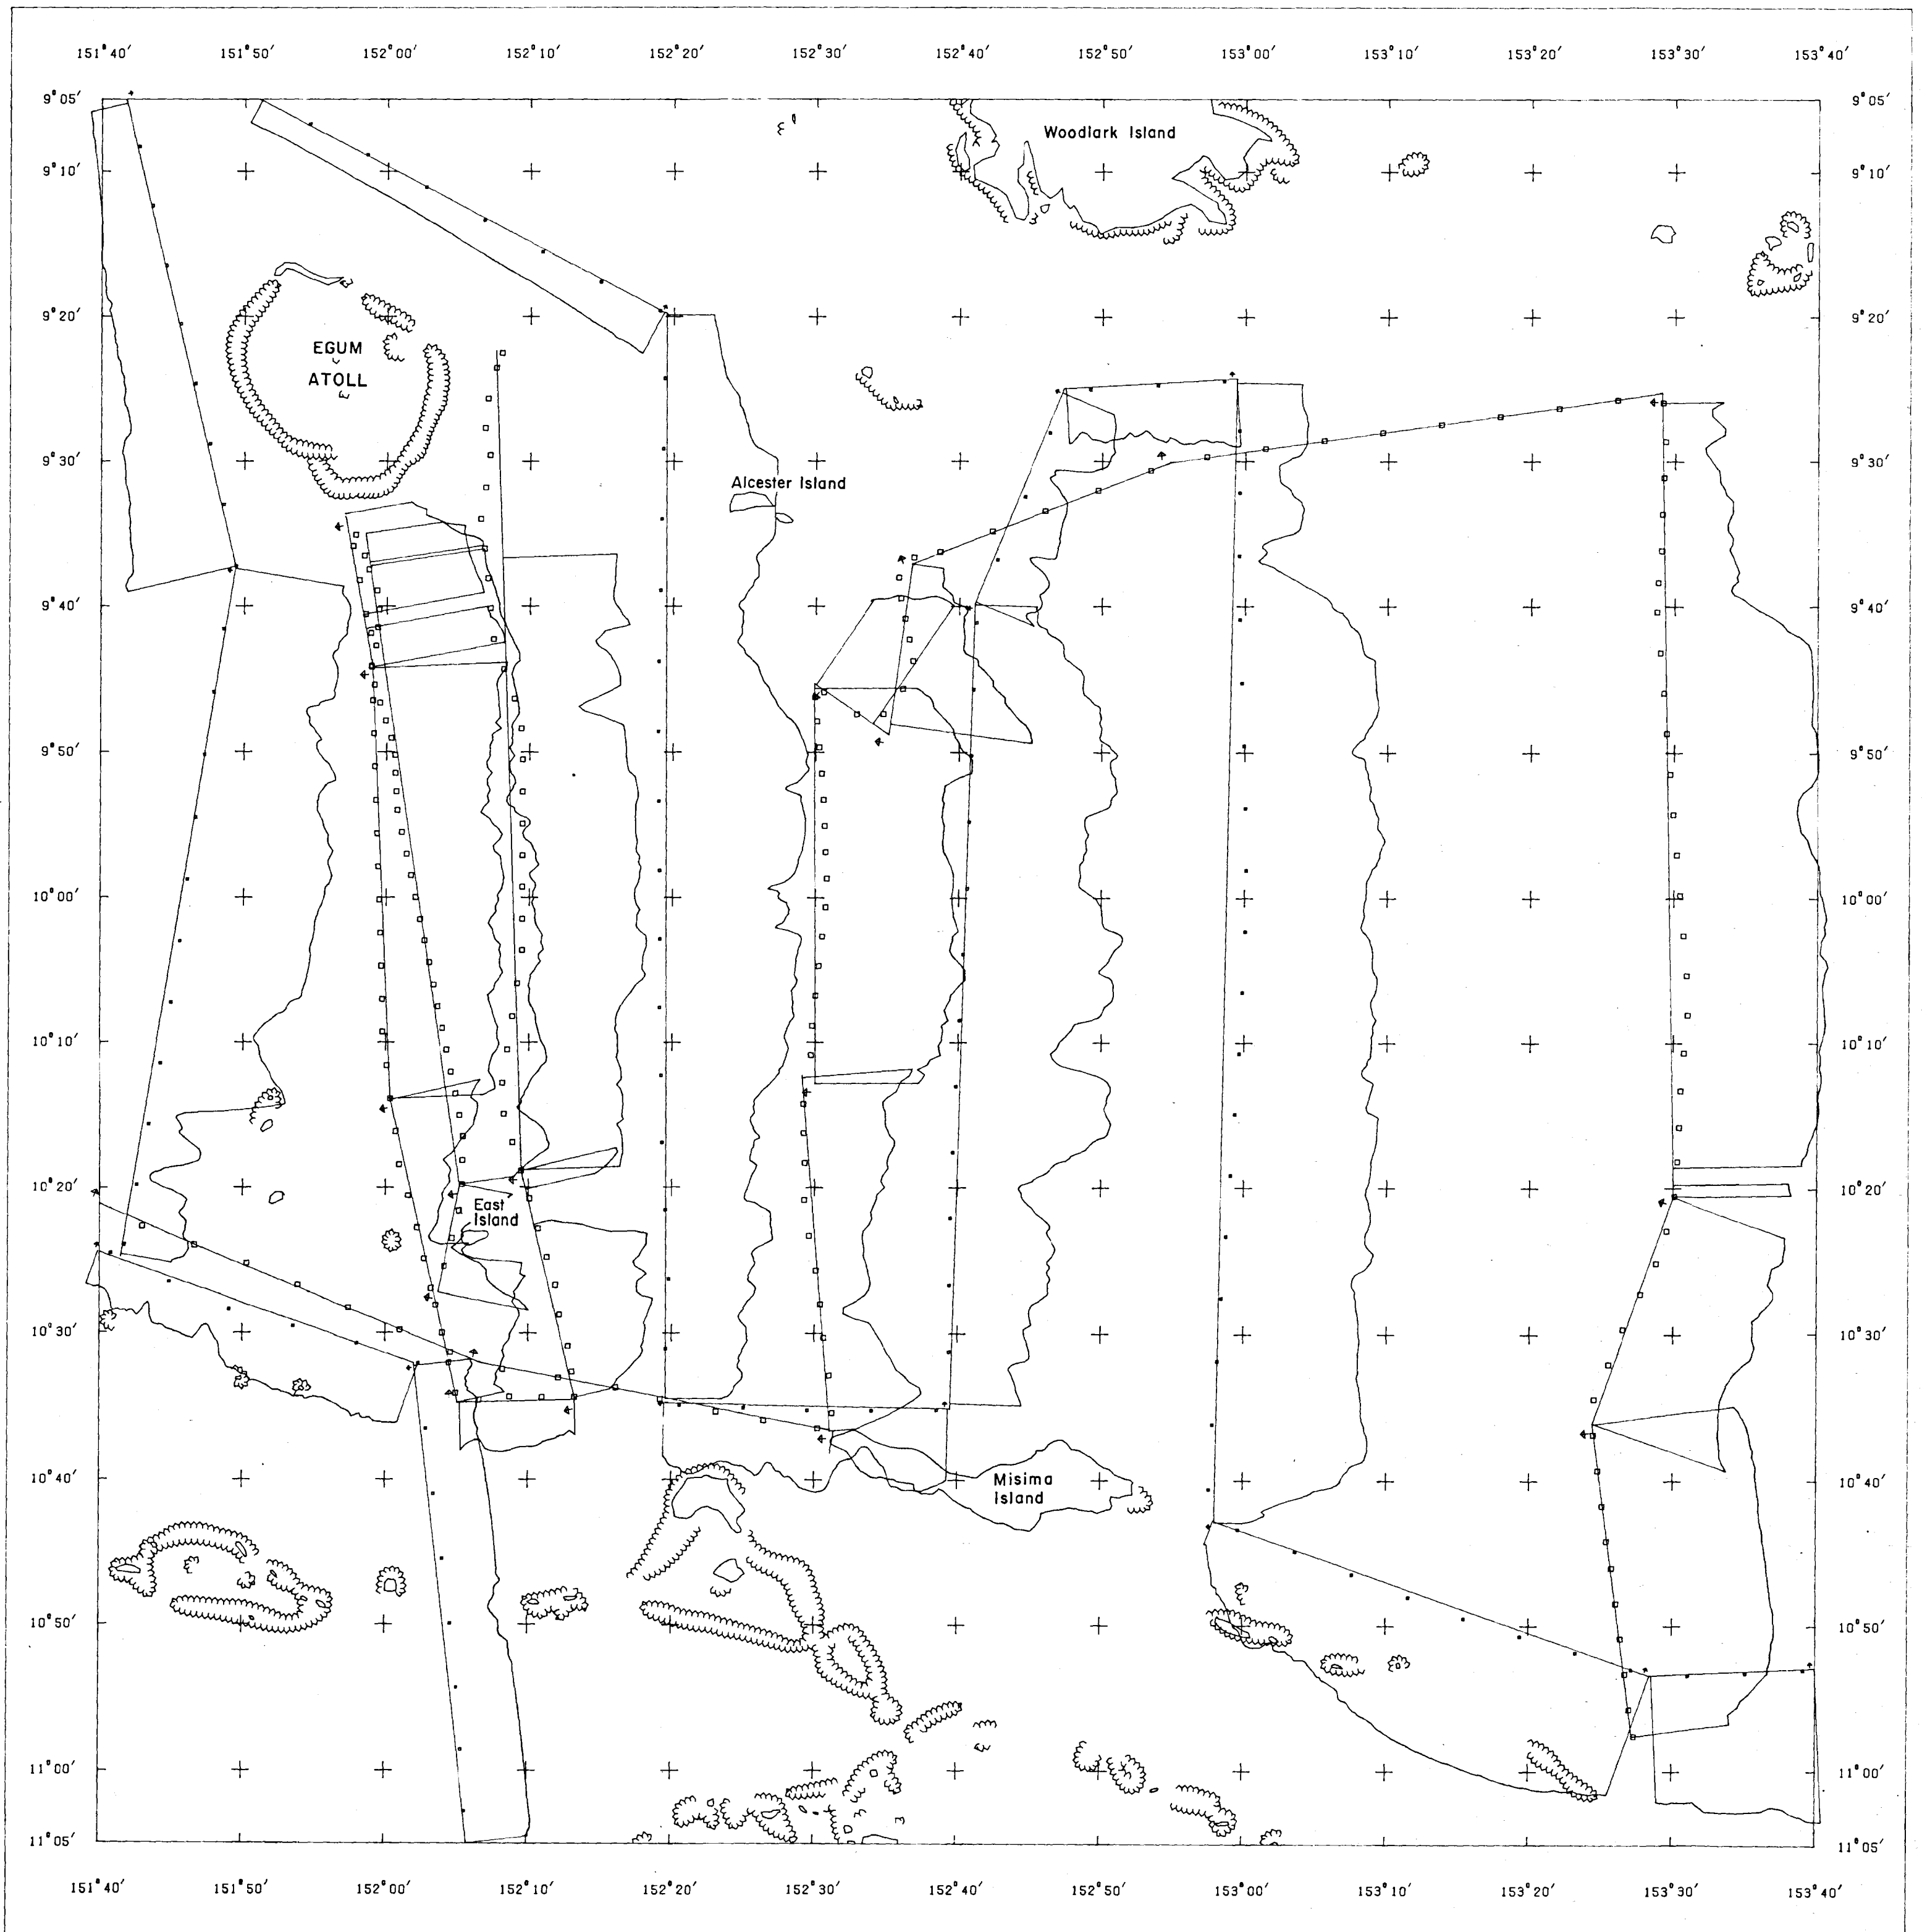 151°40′ 151°50′ 152°00′ 152°10′ 152°20′ 152°30′ 152°40′ 152°50′ 153°00′ 153°10′ 153°20′ 153°30′ 153°40′
9°05′ 9°05′
Woodlark Island
9°10′ 9°10′
9°20′ 9°20′
EGUM
ATOLL
9°30′ 9°30′
Alcester Island
9°40′ 9°40′
9°50′ 9°50′
10°00′ 10°00′
10°10′ 10°10′
10°20′ 10°20′
East
Island
10°30′ 10°30′
10°40′ 10°40′
Misima
Island
10°50′ 10°50′
11°00′ 11°00′
11°05′ 11°05′
151°40′ 151°50′ 152°00′ 152°10′ 152°20′ 152°30′ 152°40′ 152°50′ 153°00′ 153°10′ 153°20′ 153°30′ 153°40′